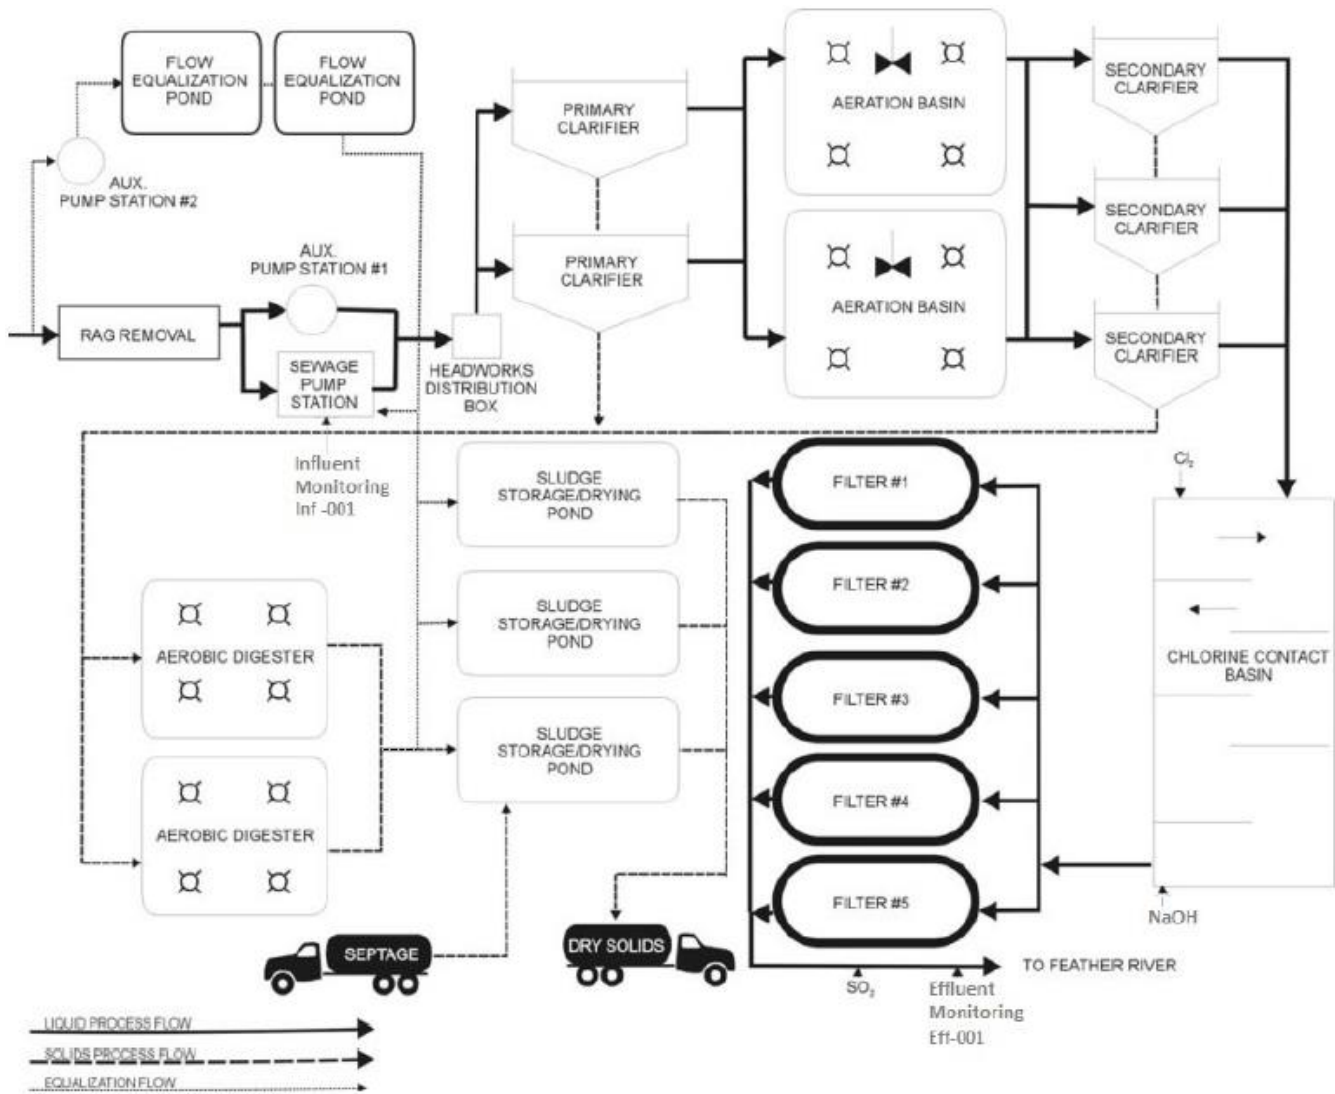 FLOW
EQUALIZATION
POND
FLOW
EQUALIZATION
POND
AUX.
PUMP STATION #2
AUX.
PUMP STATION #1
RAG REMOVAL
SEWAGE
PUMP
STATION
HEADWORKS
DISTRIBUTION
BOX
Influent
Monitoring
Inf -001
PRIMARY
CLARIFIER
PRIMARY
CLARIFIER
AERATION BASIN
AERATION BASIN
SECONDARY
CLARIFIER
SECONDARY
CLARIFIER
SECONDARY
CLARIFIER
Cl₂
CHLORINE CONTACT
BASIN
NaOH
FILTER #1
FILTER #2
FILTER #3
FILTER #4
FILTER #5
SLUDGE
STORAGE/DRYING
POND
SLUDGE
STORAGE/DRYING
POND
SLUDGE
STORAGE/DRYING
POND
AEROBIC DIGESTER
AEROBIC DIGESTER
SEPTAGE
DRY SOLIDS
TO FEATHER RIVER
SO₂
Effluent
Monitoring
Eff-001
LIQUID PROCESS FLOW
SOLIDS PROCESS FLOW
EQUALIZATION FLOW